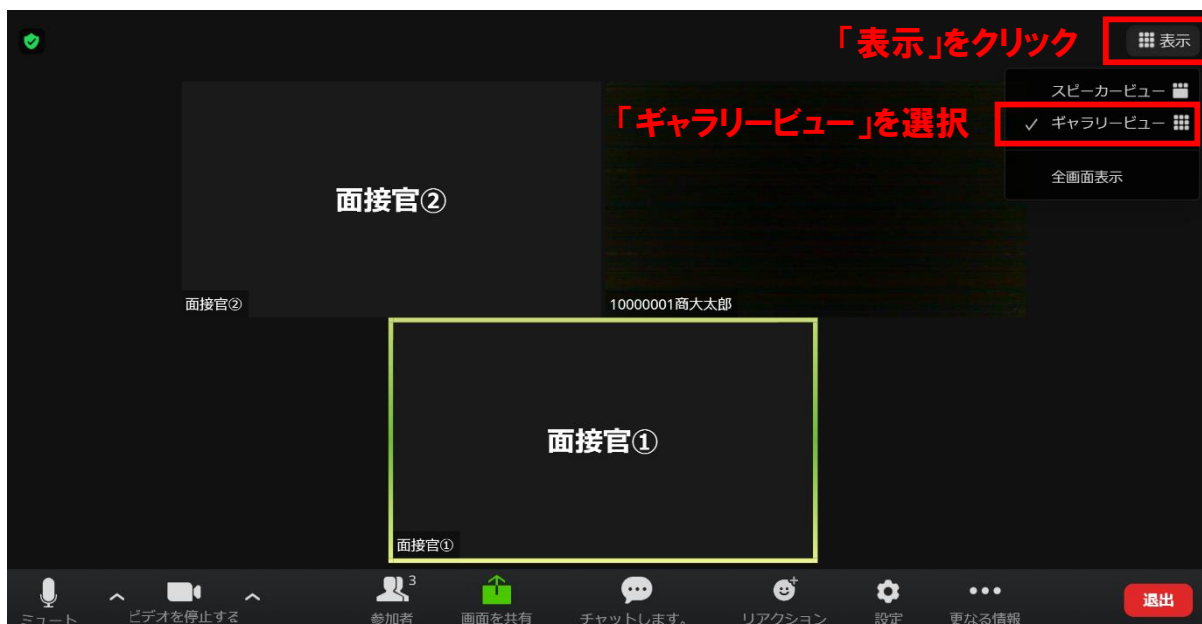 「表示」をクリック
表示
スピーカービュー
「ギャラリービュー」を選択
✓ ギャラリービュー
全画面表示
面接官②
面接官②
10000001商大太郎
面接官①
面接官①
ミュート
ビデオを停止する
参加者
3
画面を共有
チャットします。
リアクション
設定
更なる情報
退出